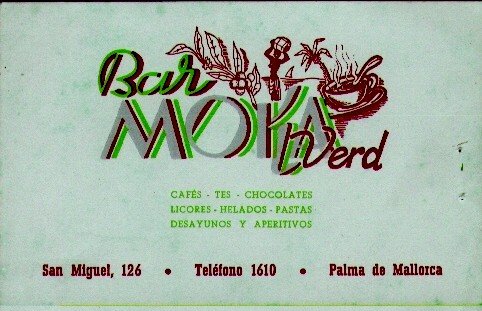 Bar
MOKA
Verd
CAFÉS - TES - CHOCOLATES
LICORES - HELADOS - PASTAS
DESAYUNOS Y APERITIVOS
San Miguel, 126 • Teléfono 1610 • Palma de Mallorca